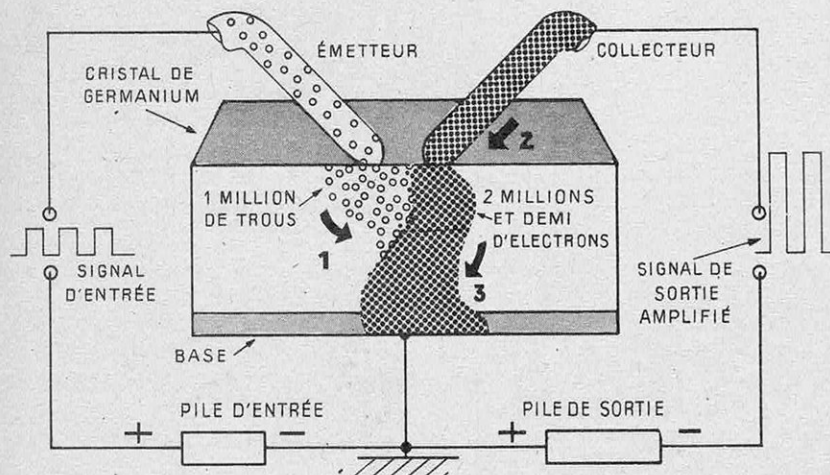 ÉMETTEUR
COLLECTEUR
CRISTAL DE
GERMANIUM
2
1 MILLION
DE TROUS
2 MILLIONS
ET DEMI
D'ELECTRONS
1
3
SIGNAL
D'ENTRÉE
SIGNAL DE
SORTIE
AMPLIFIÉ
BASE
PILE D'ENTRÉE
PILE DE SORTIE
+ − + −